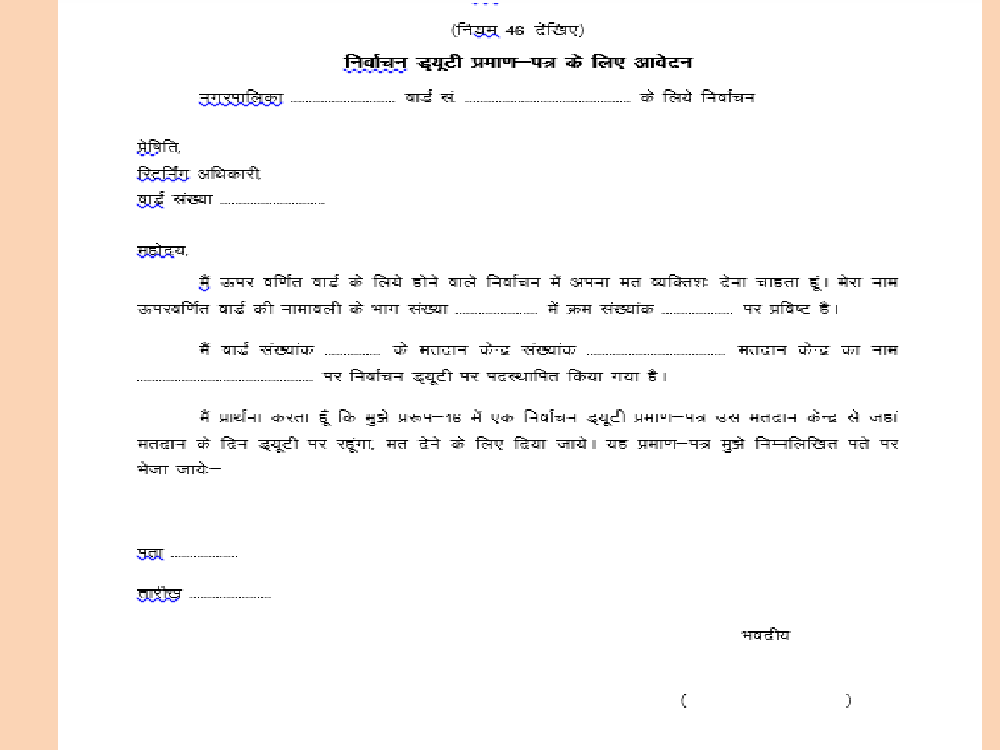 (नियम 46 देखिए)
निर्वाचन ड्यूटी प्रमाण–पत्र के लिए आवेदन
नगरपालिका .................... वार्ड सं. ................................ के लिये निर्वाचन
प्रेषिति,
रिटर्निंग अधिकारी,
वार्ड संख्या ....................
महोदय,
मैं ऊपर वर्णित वार्ड के लिये होने वाले निर्वाचन में अपना मत व्यक्तिशः देना चाहता हूं। मेरा नाम
ऊपरवर्णित वार्ड की नामावली के भाग संख्या ................ में क्रम संख्यांक .............. पर प्रविष्ट है।
मैं वार्ड संख्यांक ........... के मतदान केन्द्र संख्यांक ........................... मतदान केन्द्र का नाम
.................................. पर निर्वाचन ड्यूटी पर पदस्थापित किया गया है।
मैं प्रार्थना करता हूँ कि मुझे प्ररूप–16 में एक निर्वाचन ड्यूटी प्रमाण–पत्र उस मतदान केन्द्र से जहां
मतदान के दिन ड्यूटी पर रहूंगा, मत देने के लिए दिया जाये। यह प्रमाण–पत्र मुझे निम्नलिखित पते पर
भेजा जायेः–
पता .............
तारीख ................
भवदीय
( )